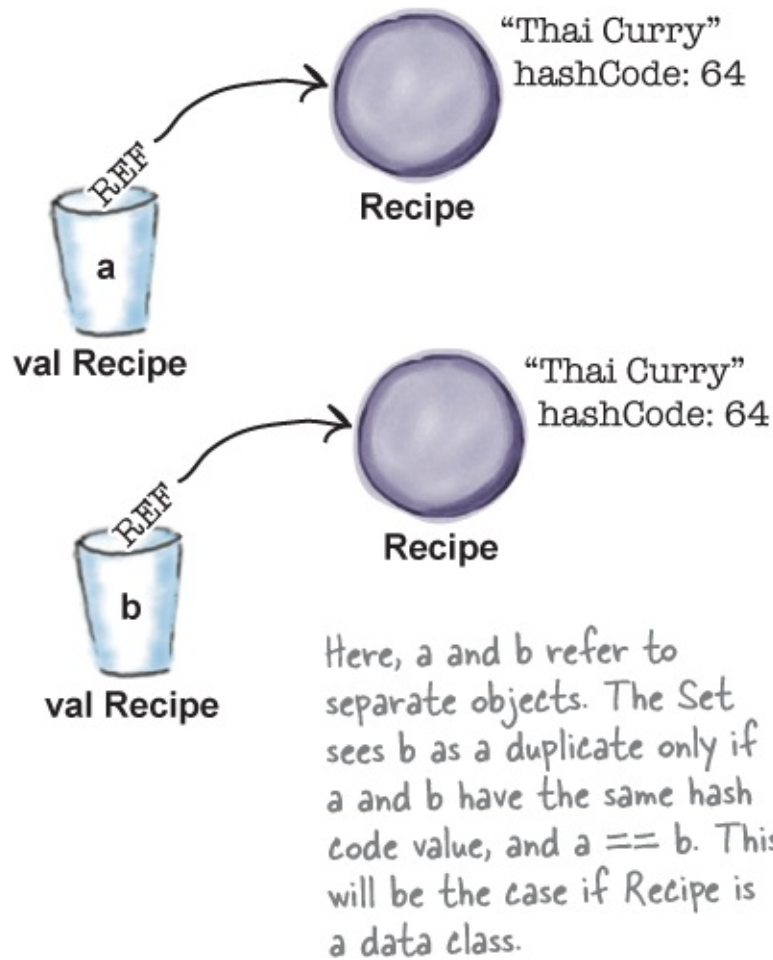 “Thai Curry”
hashCode: 64
REF
Recipe
a
val Recipe
“Thai Curry”
hashCode: 64
REF
Recipe
b
val Recipe
Here, a and b refer to
separate objects. The Set
sees b as a duplicate only if
a and b have the same hash
code value, and a == b. This
will be the case if Recipe is
a data class.